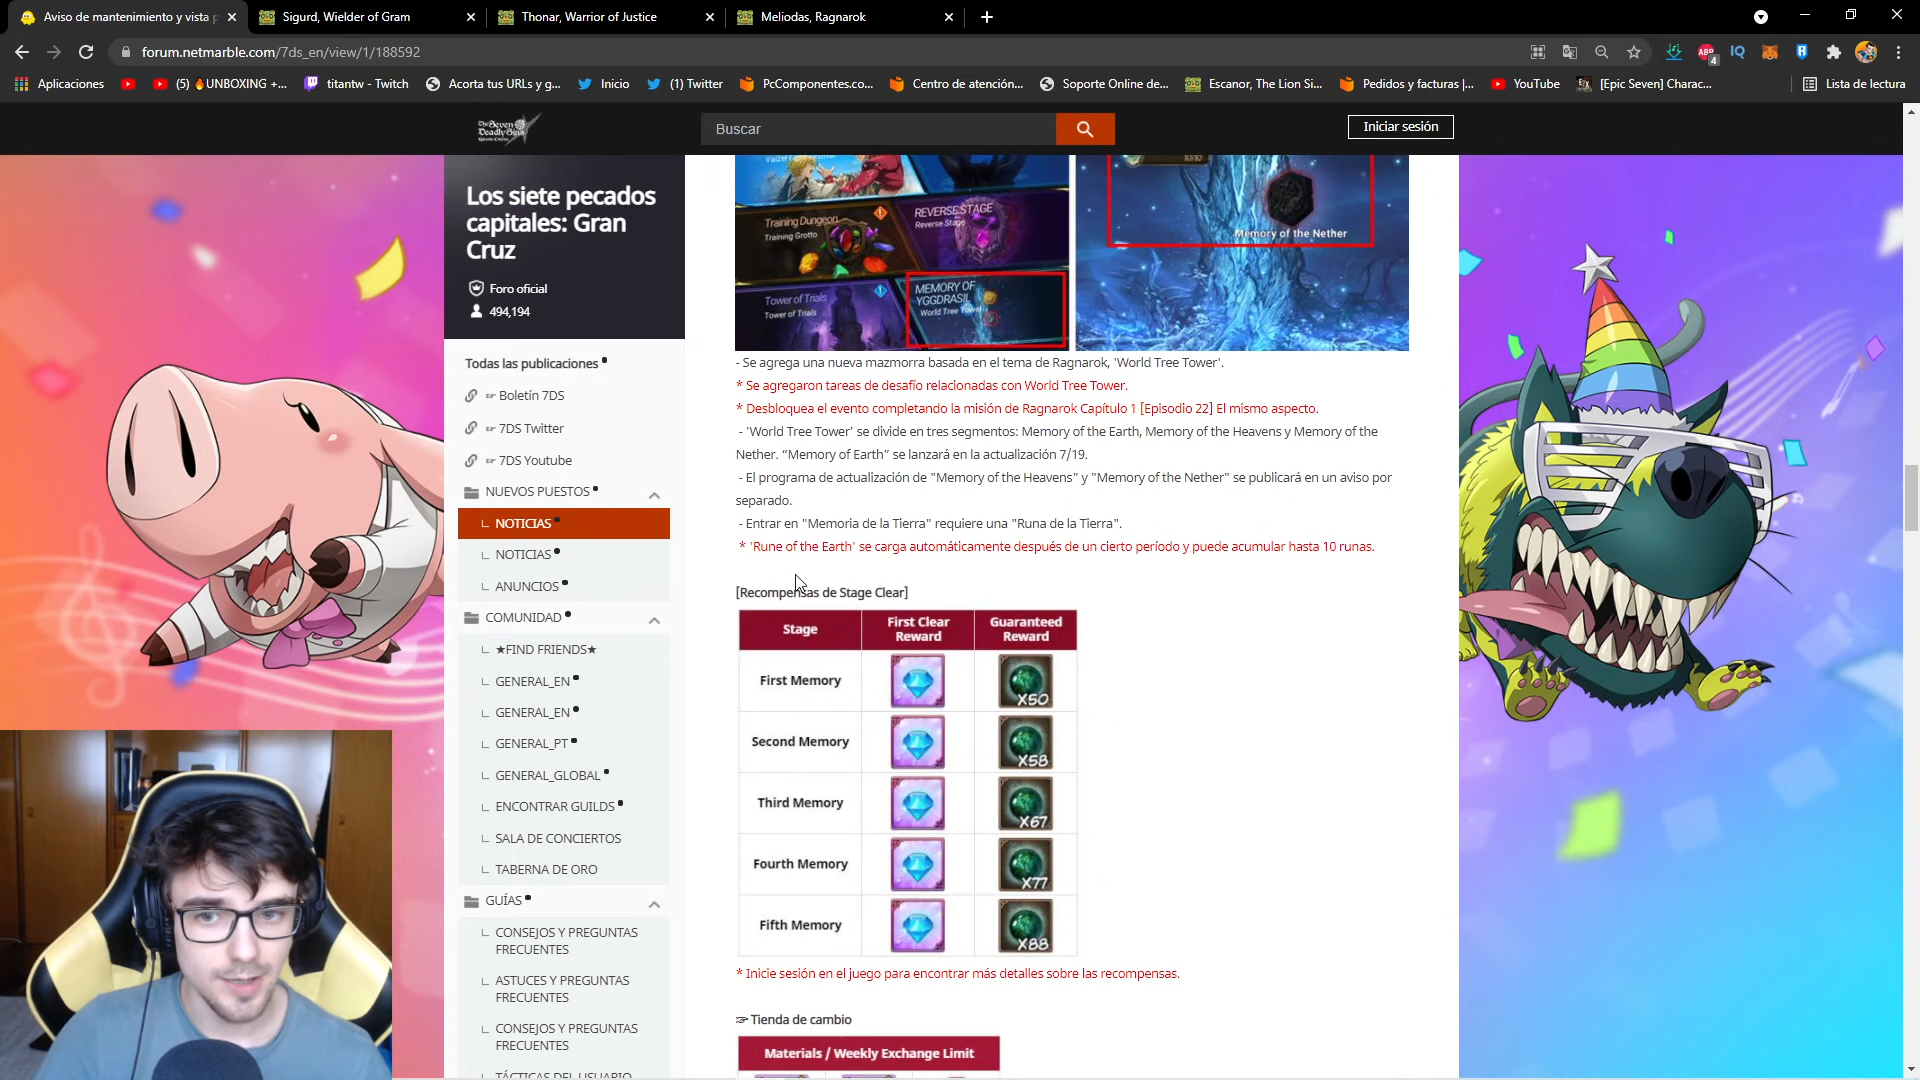 Aviso de mantenimiento y vista p
Sigurd, Wielder of Gram
Thonar, Warrior of Justice
Meliodas, Ragnarok
forum.netmarble.com/7ds_en/view/1/188592
ABP
4
IQ
Aplicaciones
(5) 🔥UNBOXING +...
titantw - Twitch
Acorta tus URLs y g...
Inicio
(1) Twitter
PcComponentes.co...
Centro de atención...
Soporte Online de...
Escanor, The Lion Si...
Pedidos y facturas |...
YouTube
[Epic Seven] Charac...
Lista de lectura
The Seven
Deadly Sins
Buscar
Iniciar sesión
Los siete pecados
capitales: Gran
Cruz
Foro oficial
494,194
Todas las publicaciones
☞ Boletín 7DS
☞ 7DS Twitter
☞ 7DS Youtube
NUEVOS PUESTOS
NOTICIAS
NOTICIAS
ANUNCIOS
COMUNIDAD
★FIND FRIENDS★
GENERAL_EN
GENERAL_EN
GENERAL_PT
GENERAL_GLOBAL
ENCONTRAR GUILDS
SALA DE CONCIERTOS
TABERNA DE ORO
GUÍAS
CONSEJOS Y PREGUNTAS
FRECUENTES
ASTUCES Y PREGUNTAS
FRECUENTES
CONSEJOS Y PREGUNTAS
FRECUENTES
TÁCTICAS DEL USUARIO
Training Dungeon
Training Grotto
REVERSE STAGE
Reverse Stage
Tower of Trials
Tower of Trials
MEMORY OF
YGGDRASIL
World Tree Tower
10/10
Memory of the Nether
- Se agrega una nueva mazmorra basada en el tema de Ragnarok, 'World Tree Tower'.
* Se agregaron tareas de desafío relacionadas con World Tree Tower.
* Desbloquea el evento completando la misión de Ragnarok Capítulo 1 [Episodio 22] El mismo aspecto.
- 'World Tree Tower' se divide en tres segmentos: Memory of the Earth, Memory of the Heavens y Memory of the
Nether. “Memory of Earth” se lanzará en la actualización 7/19.
- El programa de actualización de "Memory of the Heavens" y "Memory of the Nether" se publicará en un aviso por
separado.
- Entrar en "Memoria de la Tierra" requiere una "Runa de la Tierra".
* 'Rune of the Earth' se carga automáticamente después de un cierto período y puede acumular hasta 10 runas.
[Recompensas de Stage Clear]
Stage
First Clear
Reward
Guaranteed
Reward
First Memory
X50
Second Memory
X58
Third Memory
X67
Fourth Memory
X77
Fifth Memory
X88
* Inicie sesión en el juego para encontrar más detalles sobre las recompensas.
☞ Tienda de cambio
Materials / Weekly Exchange Limit